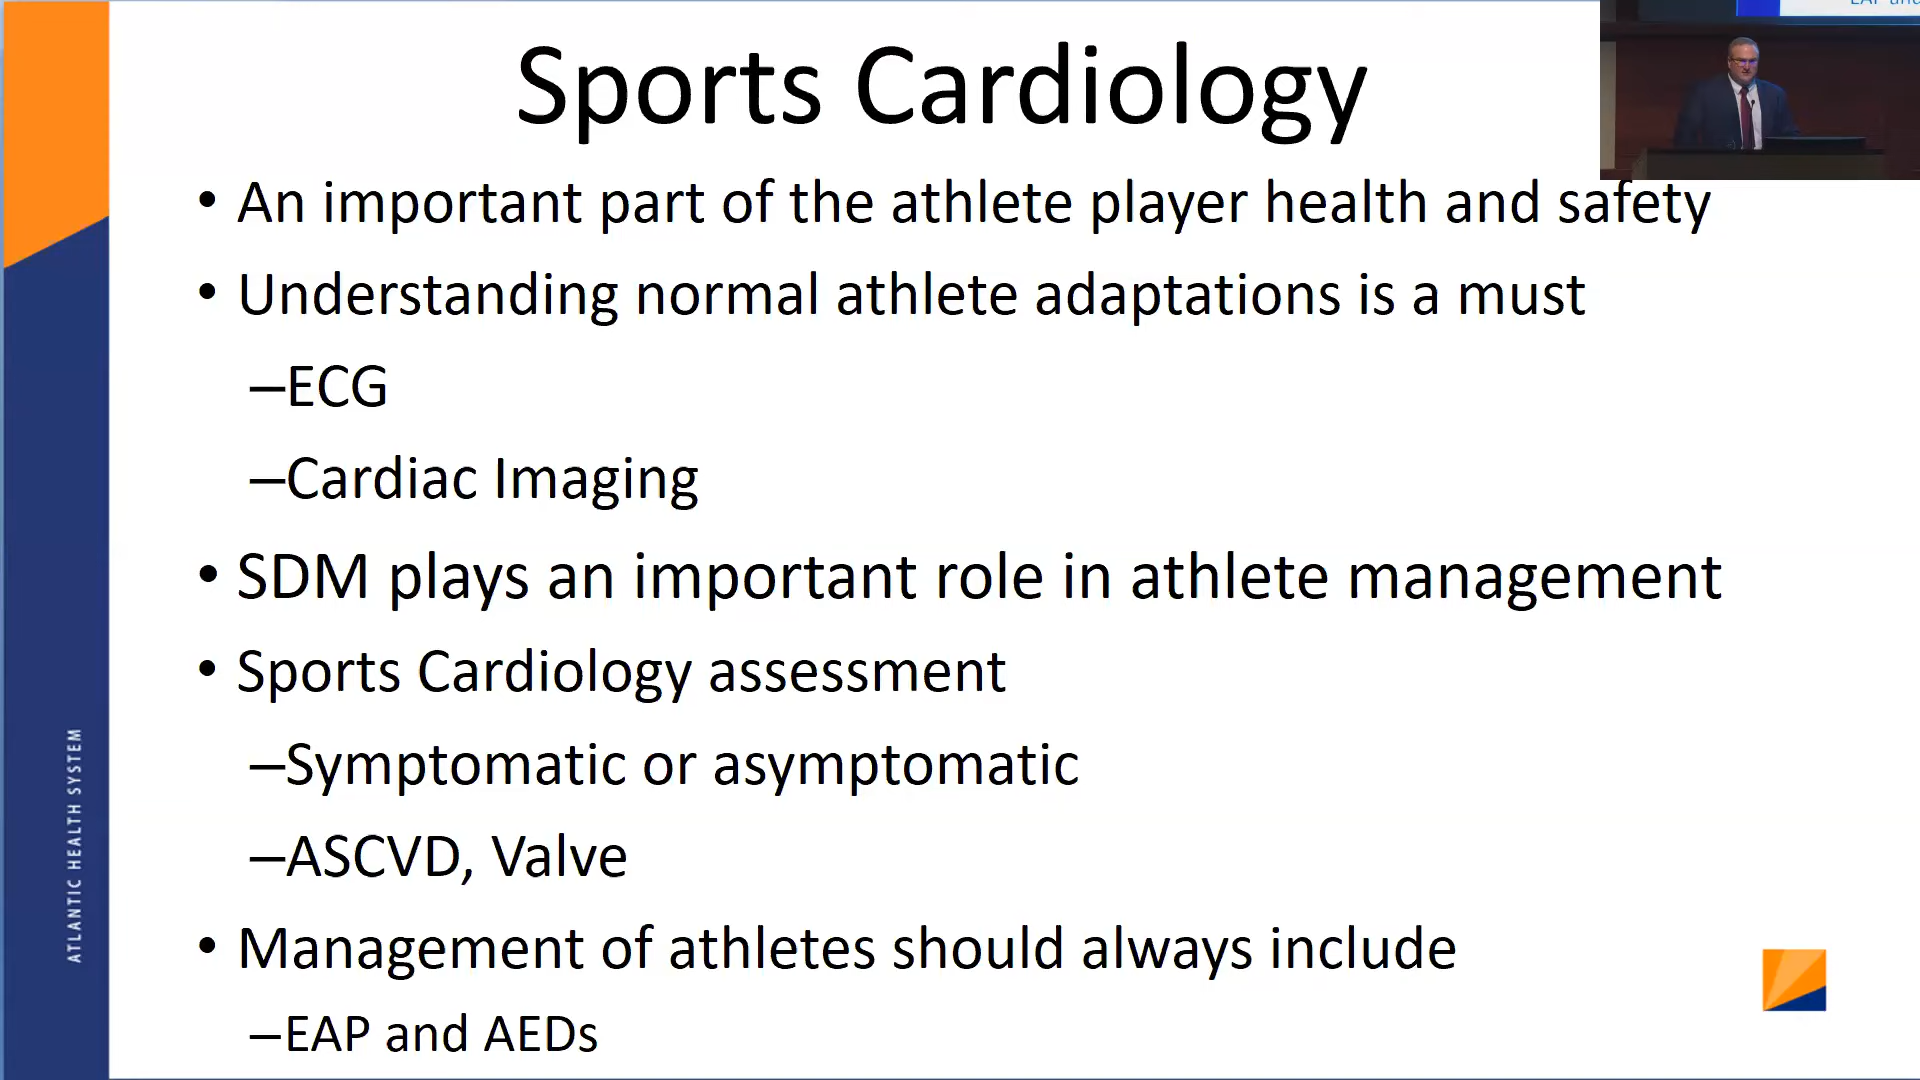 Sports Cardiology
• An important part of the athlete player health and safety
• Understanding normal athlete adaptations is a must
–ECG
–Cardiac Imaging
• SDM plays an important role in athlete management
• Sports Cardiology assessment
–Symptomatic or asymptomatic
–ASCVD, Valve
• Management of athletes should always include
–EAP and AEDs
ATLANTIC HEALTH SYSTEM